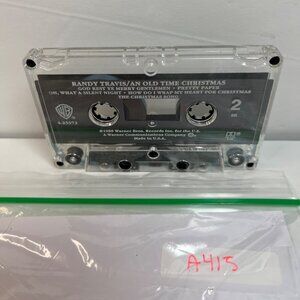 RANDY TRAVIS/AN OLD TIME CHRISTMAS
GOD REST YE MERRY GENTLEMEN • PRETTY PAPER
OH, WHAT A SILENT NIGHT • HOW DO I WRAP MY HEART FOR CHRISTMAS
THE CHRISTMAS SONG
2
4-25972
℗1989 Warner Bros. Records Inc. for the U.S.
A Warner Communications Company
Made in U.S.A.
A415